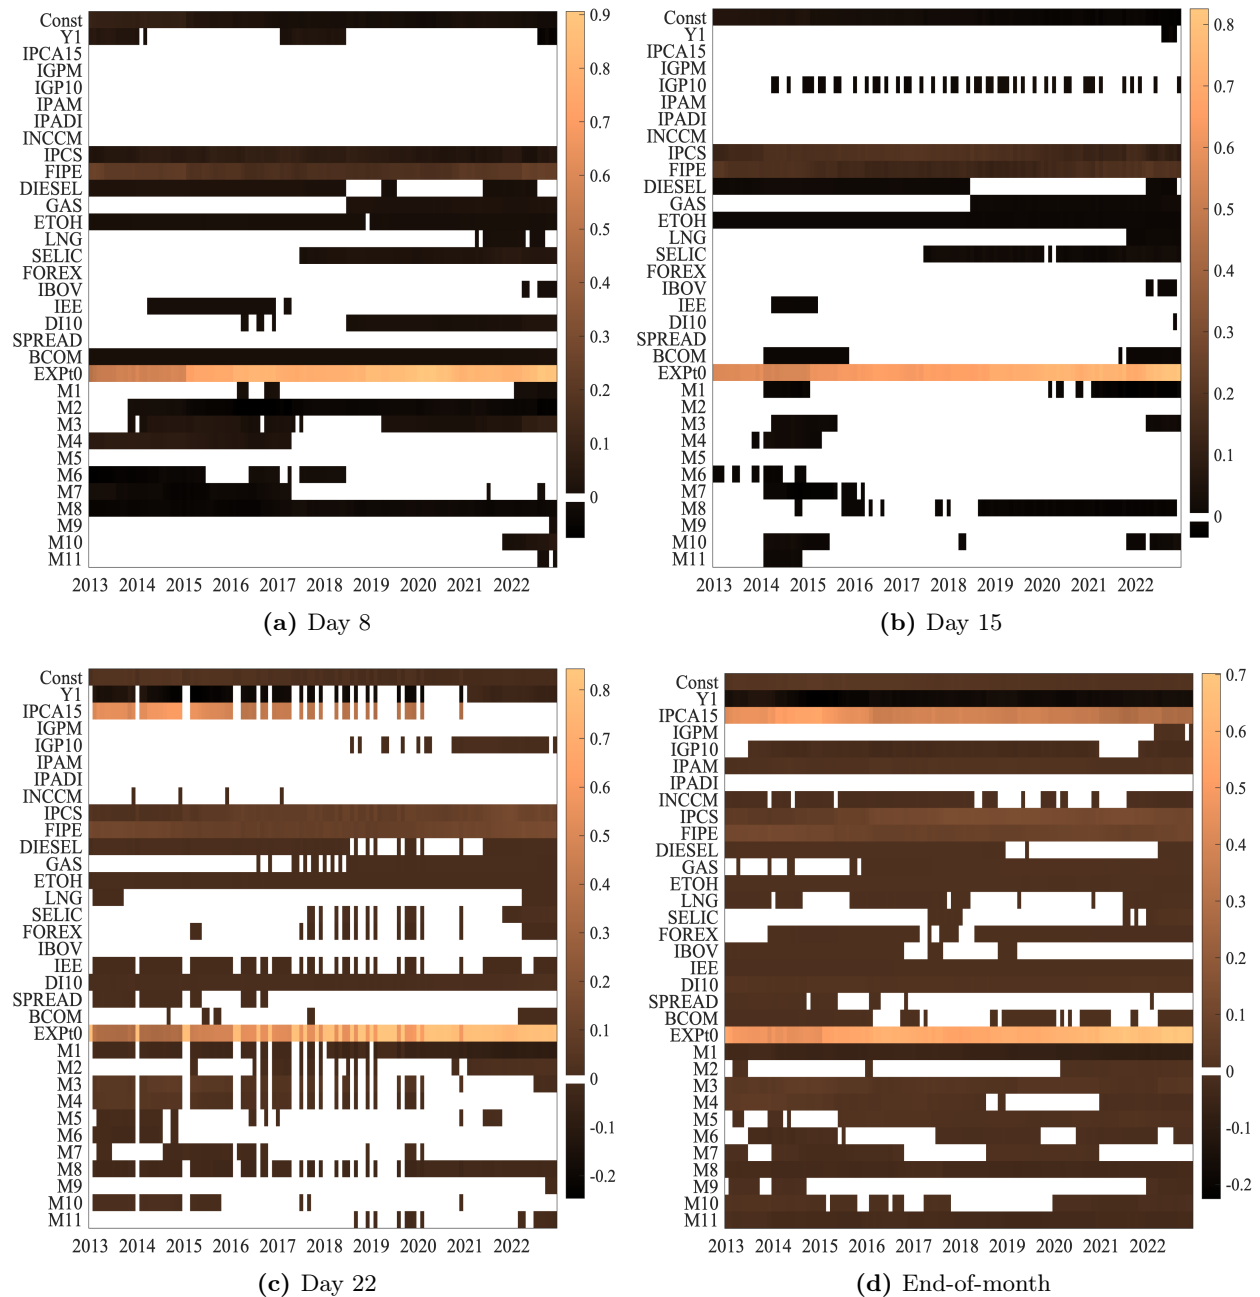 Const
Y1
IPCA15
IGPM
IGP10
IPAM
IPADI
INCCM
IPCS
FIPE
DIESEL
GAS
ETOH
LNG
SELIC
FOREX
IBOV
IEE
DI10
SPREAD
BCOM
EXPt0
M1
M2
M3
M4
M5
M6
M7
M8
M9
M10
M11
2013 2014 2015 2016 2017 2018 2019 2020 2021 2022
0.9
0.8
0.7
0.6
0.5
0.4
0.3
0.2
0.1
0
(a) Day 8
Const
Y1
IPCA15
IGPM
IGP10
IPAM
IPADI
INCCM
IPCS
FIPE
DIESEL
GAS
ETOH
LNG
SELIC
FOREX
IBOV
IEE
DI10
SPREAD
BCOM
EXPt0
M1
M2
M3
M4
M5
M6
M7
M8
M9
M10
M11
2013 2014 2015 2016 2017 2018 2019 2020 2021 2022
0.8
0.7
0.6
0.5
0.4
0.3
0.2
0.1
0
(b) Day 15
Const
Y1
IPCA15
IGPM
IGP10
IPAM
IPADI
INCCM
IPCS
FIPE
DIESEL
GAS
ETOH
LNG
SELIC
FOREX
IBOV
IEE
DI10
SPREAD
BCOM
EXPt0
M1
M2
M3
M4
M5
M6
M7
M8
M9
M10
M11
2013 2014 2015 2016 2017 2018 2019 2020 2021 2022
0.8
0.7
0.6
0.5
0.4
0.3
0.2
0.1
0
-0.1
-0.2
(c) Day 22
Const
Y1
IPCA15
IGPM
IGP10
IPAM
IPADI
INCCM
IPCS
FIPE
DIESEL
GAS
ETOH
LNG
SELIC
FOREX
IBOV
IEE
DI10
SPREAD
BCOM
EXPt0
M1
M2
M3
M4
M5
M6
M7
M8
M9
M10
M11
2013 2014 2015 2016 2017 2018 2019 2020 2021 2022
0.7
0.6
0.5
0.4
0.3
0.2
0.1
0
-0.1
-0.2
(d) End-of-month